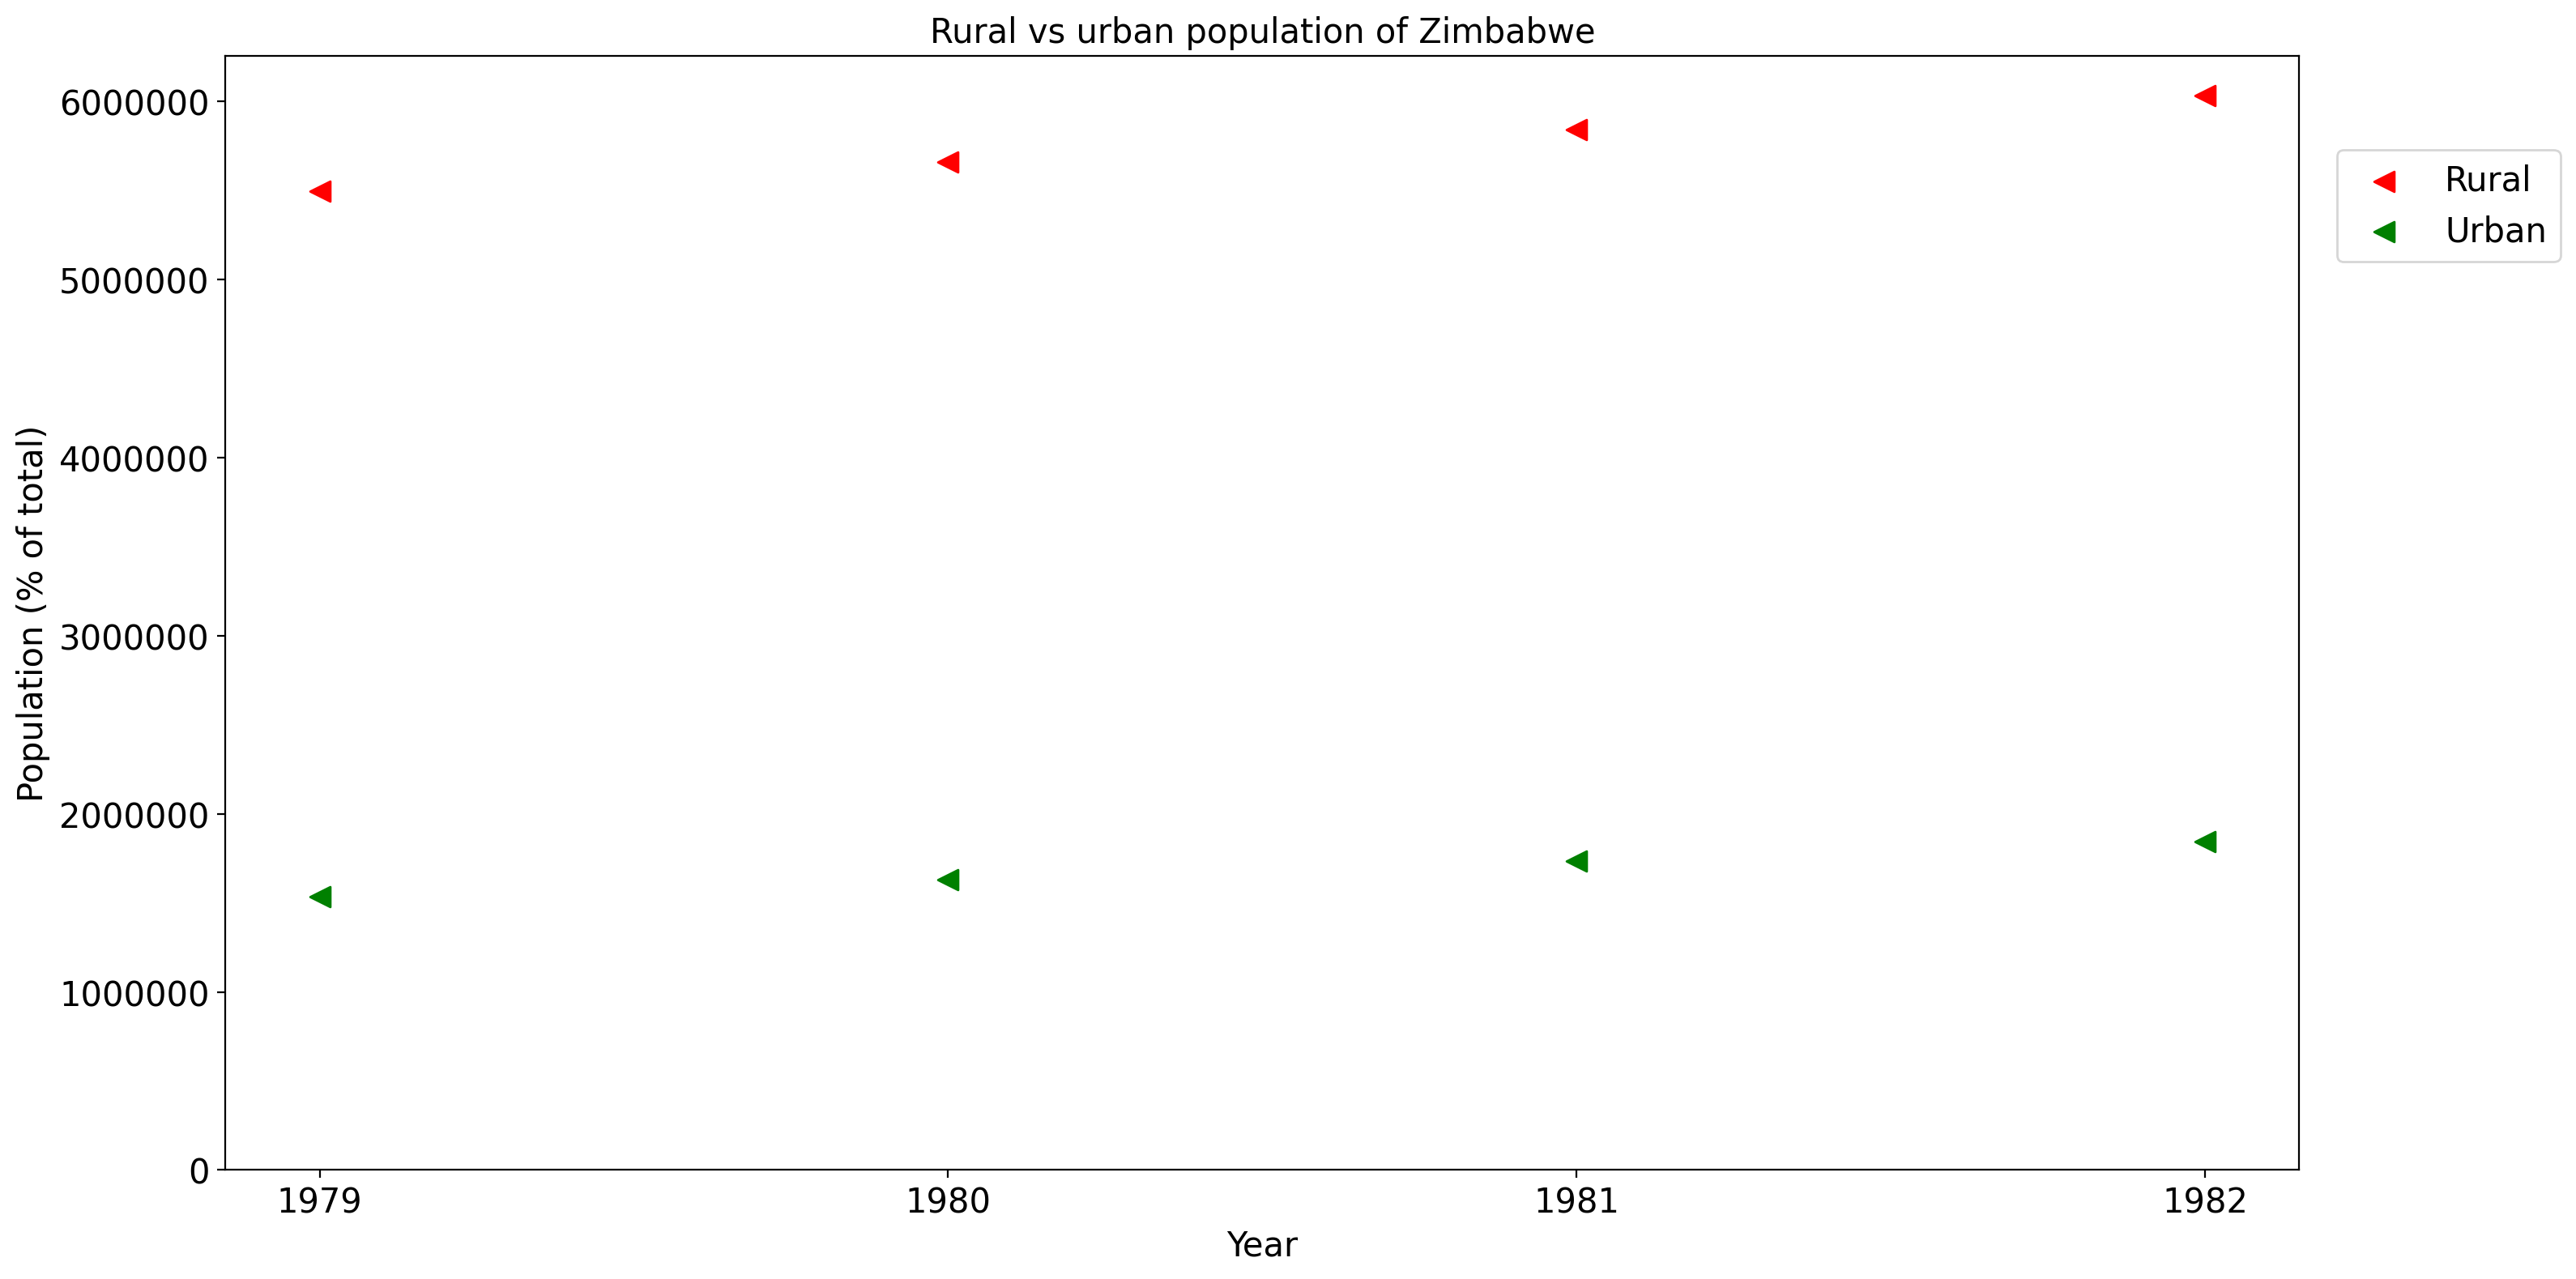 Rural vs urban population of Zimbabwe
6000000
5000000
4000000
3000000
2000000
1000000
0
Population (% of total)
1979 1980 1981 1982
Year
Rural
Urban